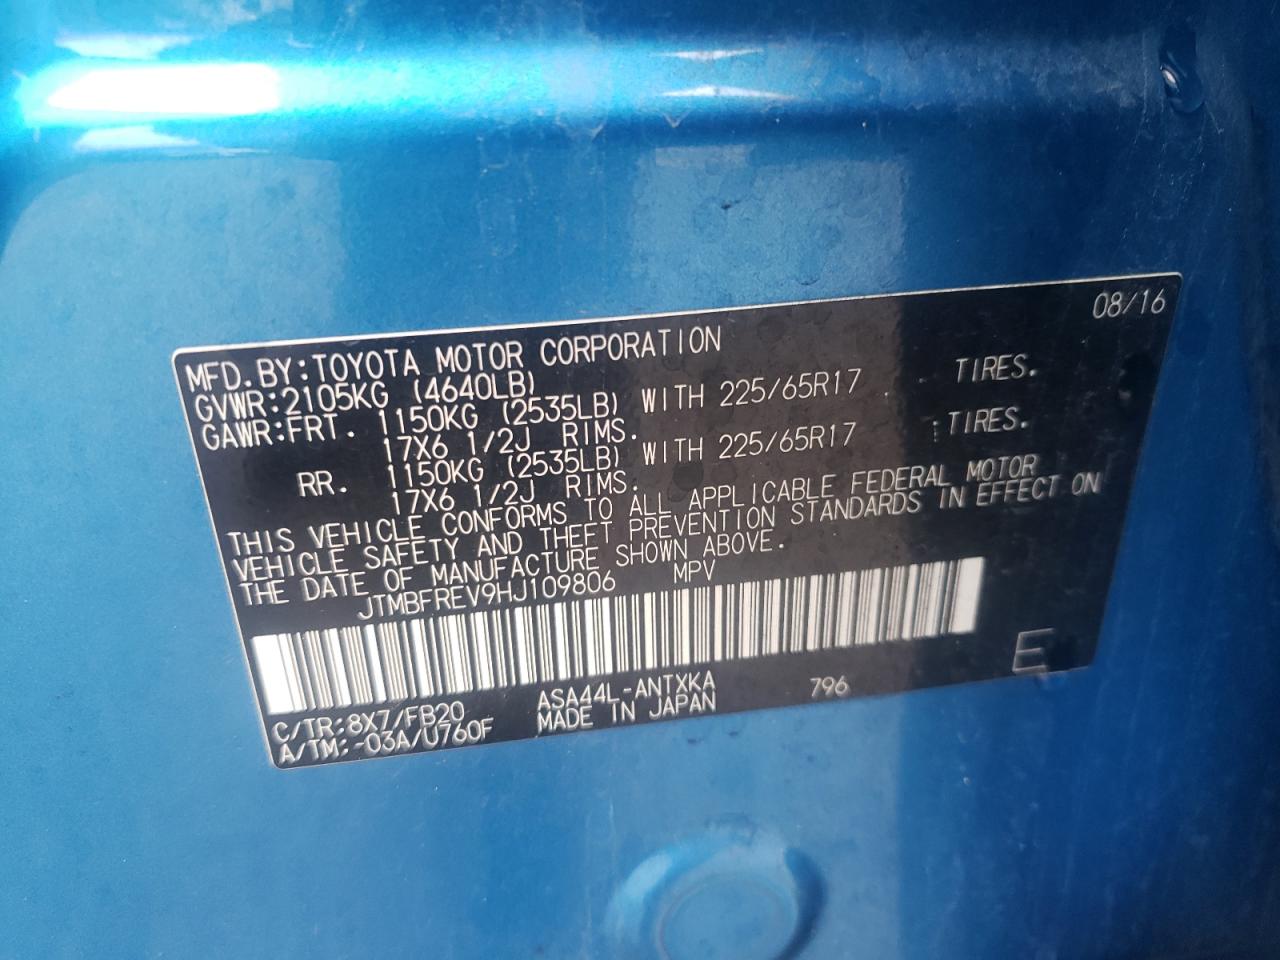 08/16
MFD.BY:TOYOTA MOTOR CORPORATION
GVWR:2105KG (4640LB)
GAWR:FRT. 1150KG (2535LB) WITH 225/65R17 TIRES.
17X6 1/2J RIMS.
RR. 1150KG (2535LB) WITH 225/65R17 TIRES.
17X6 1/2J RIMS.
THIS VEHICLE CONFORMS TO ALL APPLICABLE FEDERAL MOTOR
VEHICLE SAFETY AND THEFT PREVENTION STANDARDS IN EFFECT ON
THE DATE OF MANUFACTURE SHOWN ABOVE.
JTMBFREV9HJ109806 MPV
E
C/TR:8X7/FB20 ASA44L-ANTXKA 796
A/TM:-03A/U760F MADE IN JAPAN